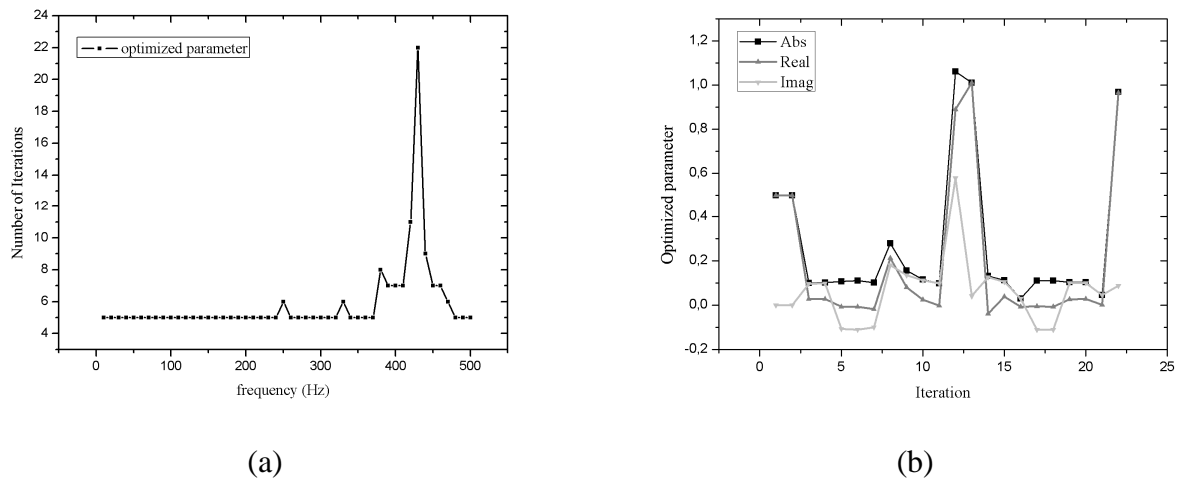 24
22
20
18
16
14
12
10
8
6
4
Number of Iterations
optimized parameter
0 100 200 300 400 500
frequency (Hz)
(a)
1,2
1,0
0,8
0,6
0,4
0,2
0,0
-0,2
Optimized parameter
Abs
Real
Imag
0 5 10 15 20 25
Iteration
(b)